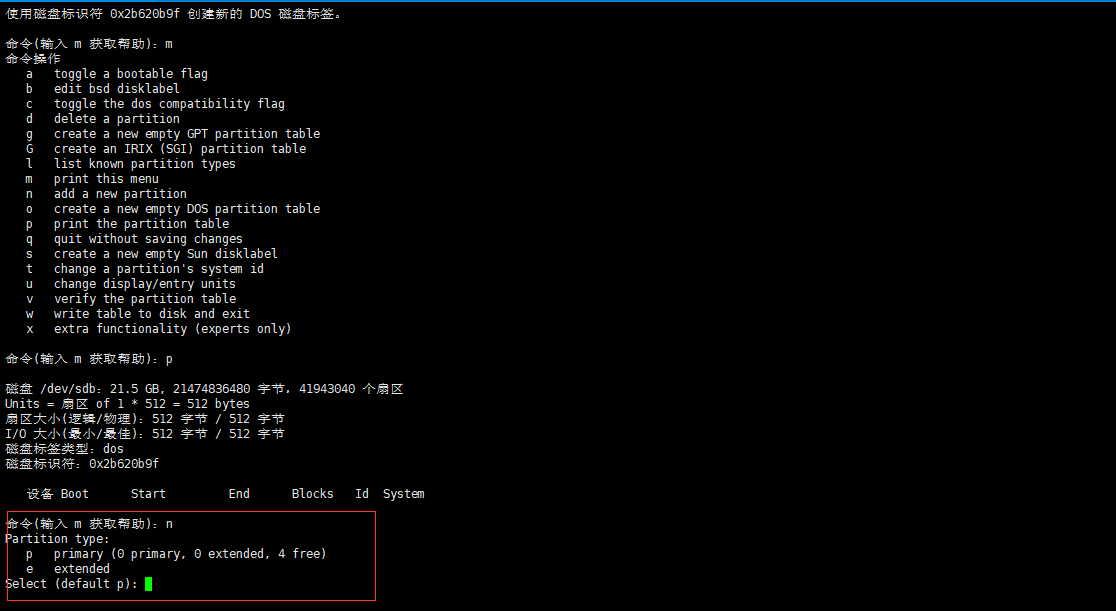 使用磁盘标识符 0x2b620b9f 创建新的 DOS 磁盘标签。
命令(输入 m 获取帮助)：m
命令操作
a   toggle a bootable flag
b   edit bsd disklabel
c   toggle the dos compatibility flag
d   delete a partition
g   create a new empty GPT partition table
G   create an IRIX (SGI) partition table
l   list known partition types
m   print this menu
n   add a new partition
o   create a new empty DOS partition table
p   print the partition table
q   quit without saving changes
s   create a new empty Sun disklabel
t   change a partition's system id
u   change display/entry units
v   verify the partition table
w   write table to disk and exit
x   extra functionality (experts only)
命令(输入 m 获取帮助)：p
磁盘 /dev/sdb：21.5 GB, 21474836480 字节，41943040 个扇区
Units = 扇区 of 1 * 512 = 512 bytes
扇区大小(逻辑/物理)：512 字节 / 512 字节
I/O 大小(最小/最佳)：512 字节 / 512 字节
磁盘标签类型：dos
磁盘标识符：0x2b620b9f
设备 Boot      Start         End      Blocks   Id  System
命令(输入 m 获取帮助)：n
Partition type:
p   primary (0 primary, 0 extended, 4 free)
e   extended
Select (default p):